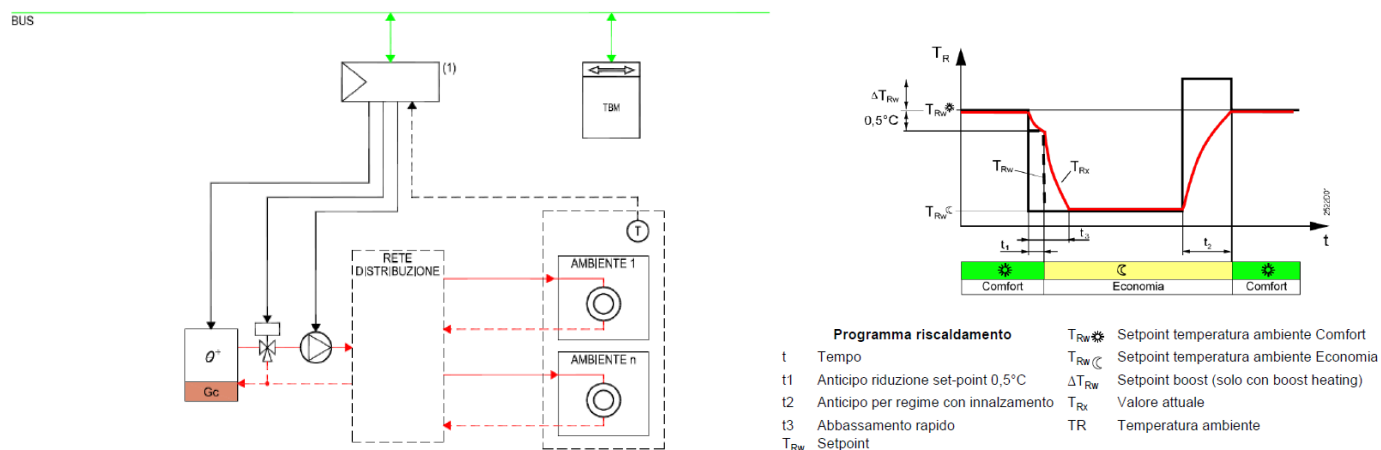 BUS
(1)
TBM
T
RETE
DISTRIBUZIONE
AMBIENTE 1
AMBIENTE n
ϑ+
Gc
TR
ΔTRw
TRw☼
0,5°C
TRw
TRx
TRw☾
t3
t1
t2
t
2522D01
Comfort
Economia
Comfort
Programma riscaldamento
t Tempo
t1 Anticipo riduzione set-point 0,5°C
t2 Anticipo per regime con innalzamento
t3 Abbassamento rapido
TRw Setpoint
TRw☼ Setpoint temperatura ambiente Comfort
TRw☾ Setpoint temperatura ambiente Economia
ΔTRw Setpoint boost (solo con boost heating)
TRx Valore attuale
TR Temperatura ambiente